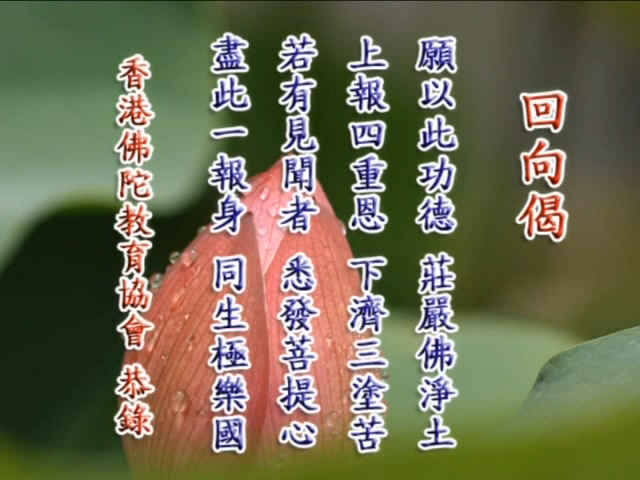 回向偈
願以此功德 莊嚴佛淨土
上報四重恩 下濟三塗苦
若有見聞者 悉發菩提心
盡此一報身 同生極樂國
香港佛陀教育協會 恭錄